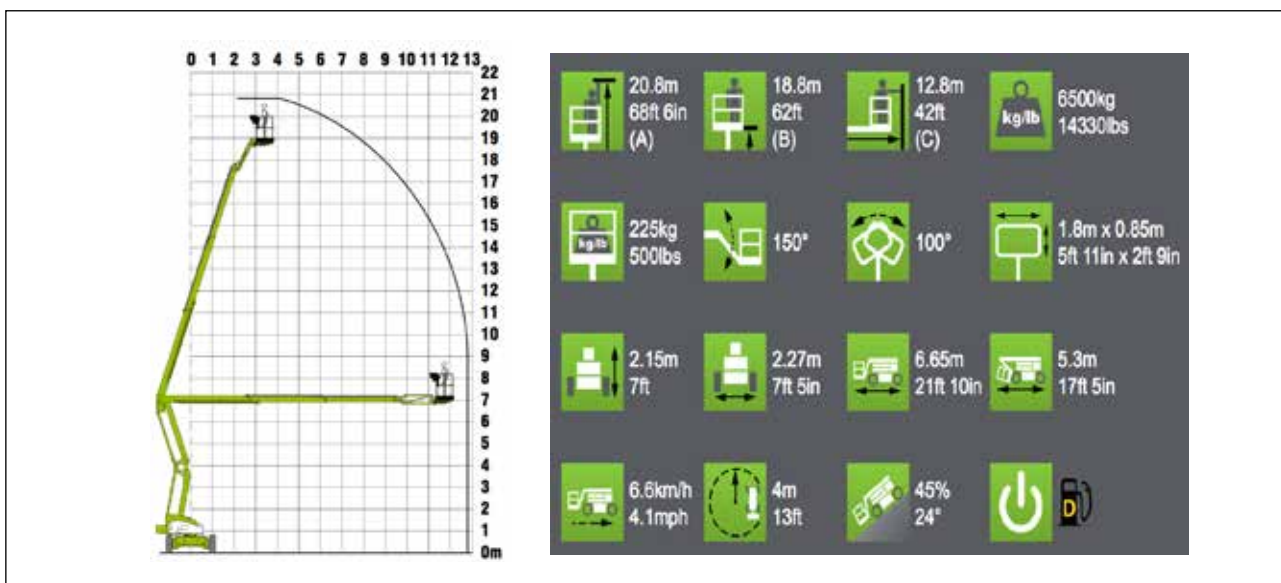 0 1 2 3 4 5 6 7 8 9 10 11 12 13
22
21
20
19
18
17
16
15
14
13
12
11
10
9
8
7
6
5
4
3
2
1
0m
20.8m
68ft 6in
(A)
18.8m
62ft
(B)
12.8m
42ft
(C)
kg/lb
6500kg
14330lbs
kg/lb
225kg
500lbs
150°
100°
1.8m x 0.85m
5ft 11in x 2ft 9in
2.15m
7ft
2.27m
7ft 5in
6.65m
21ft 10in
5.3m
17ft 5in
6.6km/h
4.1mph
4m
13ft
45%
24°
D